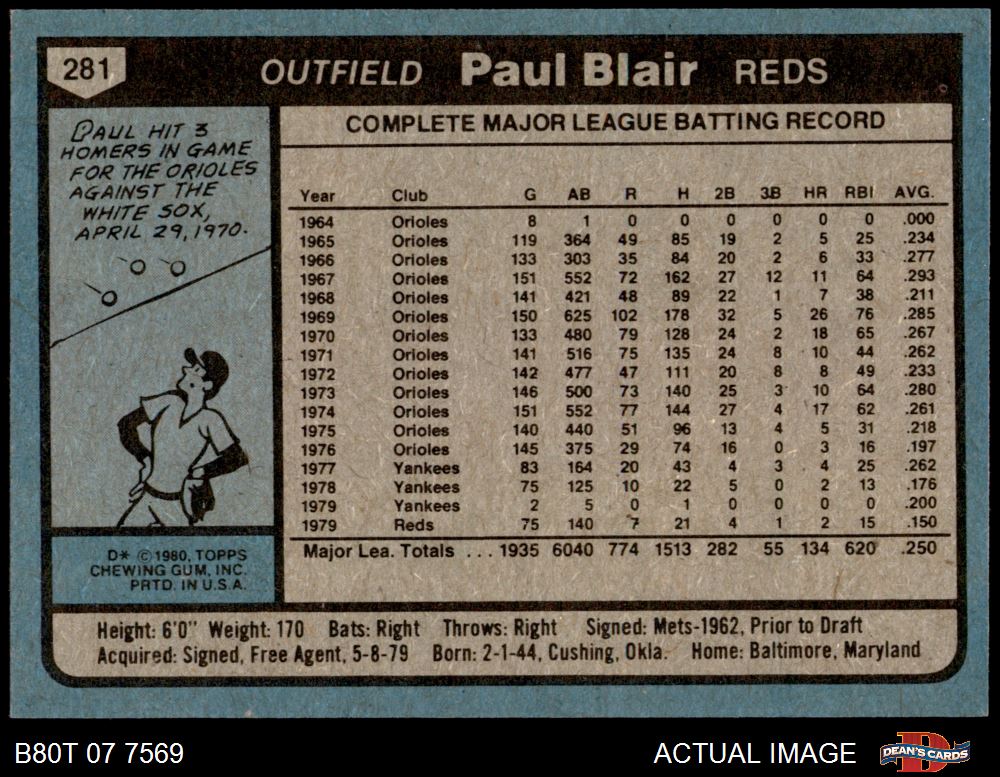 281 OUTFIELD Paul Blair REDS
PAUL HIT 3
HOMERS IN GAME
FOR THE ORIOLES
AGAINST THE
WHITE SOX,
APRIL 29, 1970.
COMPLETE MAJOR LEAGUE BATTING RECORD
Year Club G AB R H 2B 3B HR RBI AVG.
1964 Orioles 8 1 0 0 0 0 0 0 .000
1965 Orioles 119 364 49 85 19 2 5 25 .234
1966 Orioles 133 303 35 84 20 2 6 33 .277
1967 Orioles 151 552 72 162 27 12 11 64 .293
1968 Orioles 141 421 48 89 22 1 7 38 .211
1969 Orioles 150 625 102 178 32 5 26 76 .285
1970 Orioles 133 480 79 128 24 2 18 65 .267
1971 Orioles 141 516 75 135 24 8 10 44 .262
1972 Orioles 142 477 47 111 20 8 8 49 .233
1973 Orioles 146 500 73 140 25 3 10 64 .280
1974 Orioles 151 552 77 144 27 4 17 62 .261
1975 Orioles 140 440 51 96 13 4 5 31 .218
1976 Orioles 145 375 29 74 16 0 3 16 .197
1977 Yankees 83 164 20 43 4 3 4 25 .262
1978 Yankees 75 125 10 22 5 0 2 13 .176
1979 Yankees 2 5 0 1 0 0 0 0 .200
1979 Reds 75 140 7 21 4 1 2 15 .150
Major Lea. Totals ... 1935 6040 774 1513 282 55 134 620 .250
D* © 1980, TOPPS
CHEWING GUM, INC.
PRTD. IN U.S.A.
Height: 6'0" Weight: 170 Bats: Right Throws: Right Signed: Mets-1962, Prior to Draft
Acquired: Signed, Free Agent, 5-8-79 Born: 2-1-44, Cushing, Okla. Home: Baltimore, Maryland
B80T 07 7569 ACTUAL IMAGE DEAN'S CARDS